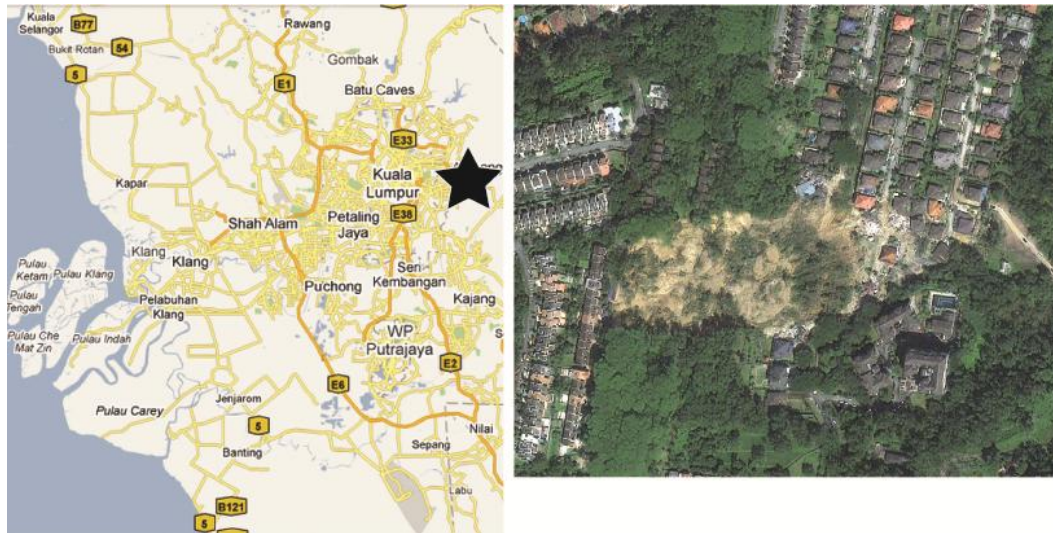 Kuala
Selangor
B77
Rawang
Bukit Rotan
54
Gombak
5
E1
Batu Caves
E33
Kapar
Kuala
Lumpur
Shah Alam
Petaling
Jaya
E38
Klang
Klang
Pulau
Ketam
Pulau Klang
Seri
Kembangan
Puchong
Pulau
Tengah
Pelabuhan
Klang
Kajang
Pulau Che
Mat Zin
Pulau Indah
WP
Putrajaya
E6
E2
Pulau Carey
Jenjarom
5
Nilai
Banting
Sepang
Labu
B121
5